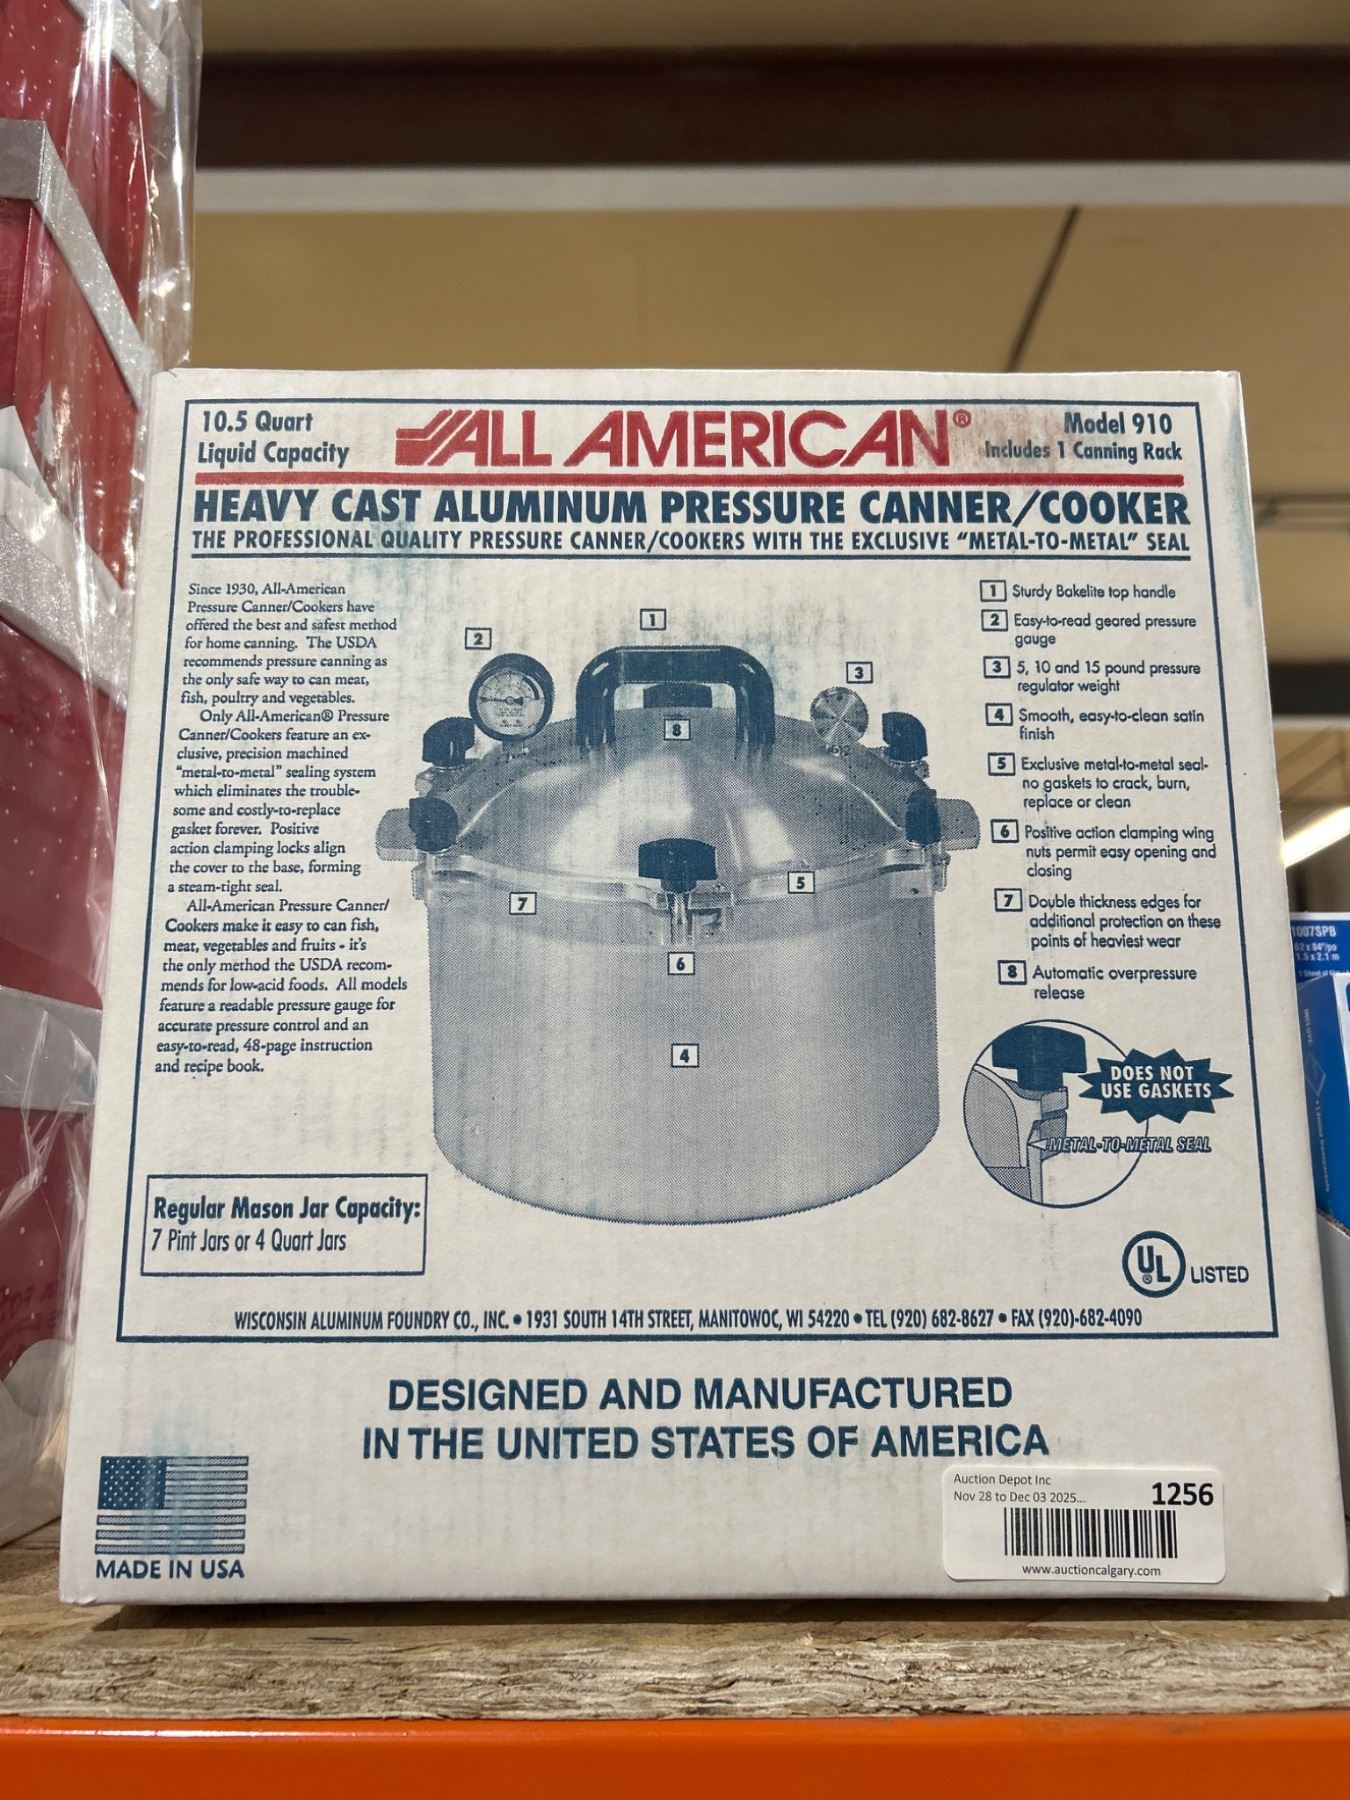 10.5 Quart
Liquid Capacity
ALL AMERICAN®
Model 910
Includes 1 Canning Rack
HEAVY CAST ALUMINUM PRESSURE CANNER/COOKER
THE PROFESSIONAL QUALITY PRESSURE CANNER/COOKERS WITH THE EXCLUSIVE "METAL-TO-METAL" SEAL
Since 1930, All-American
Pressure Canner/Cookers have
offered the best and safest method
for home canning. The USDA
recommends pressure canning as
the only safe way to can meat,
fish, poultry and vegetables.
Only All-American® Pressure
Canner/Cookers feature an ex-
clusive, precision machined
"metal-to-metal" sealing system
which eliminates the trouble-
some and costly-to-replace
gasket forever. Positive
action clamping locks align
the cover to the base, forming
a steam-tight seal.
All-American Pressure Canner/
Cookers make it easy to can fish,
meat, vegetables and fruits - it's
the only method the USDA recom-
mends for low-acid foods. All models
feature a readable pressure gauge for
accurate pressure control and an
easy-to-read, 48-page instruction
and recipe book.
1
2
3
8
5
7
6
4
1 Sturdy Bakelite top handle
2 Easy-to-read geared pressure
gauge
3 5, 10 and 15 pound pressure
regulator weight
4 Smooth, easy-to-clean satin
finish
5 Exclusive metal-to-metal seal-
no gaskets to crack, burn,
replace or clean
6 Positive action clamping wing
nuts permit easy opening and
closing
7 Double thickness edges for
additional protection on these
points of heaviest wear
8 Automatic overpressure
release
DOES NOT
USE GASKETS
METAL-TO-METAL SEAL
Regular Mason Jar Capacity:
7 Pint Jars or 4 Quart Jars
UL® LISTED
WISCONSIN ALUMINUM FOUNDRY CO., INC. • 1931 SOUTH 14TH STREET, MANITOWOC, WI 54220 • TEL (920) 682-8627 • FAX (920)-682-4090
DESIGNED AND MANUFACTURED
IN THE UNITED STATES OF AMERICA
MADE IN USA
Auction Depot Inc
Nov 28 to Dec 03 2025...
1256
www.auctioncalgary.com
1007SPB